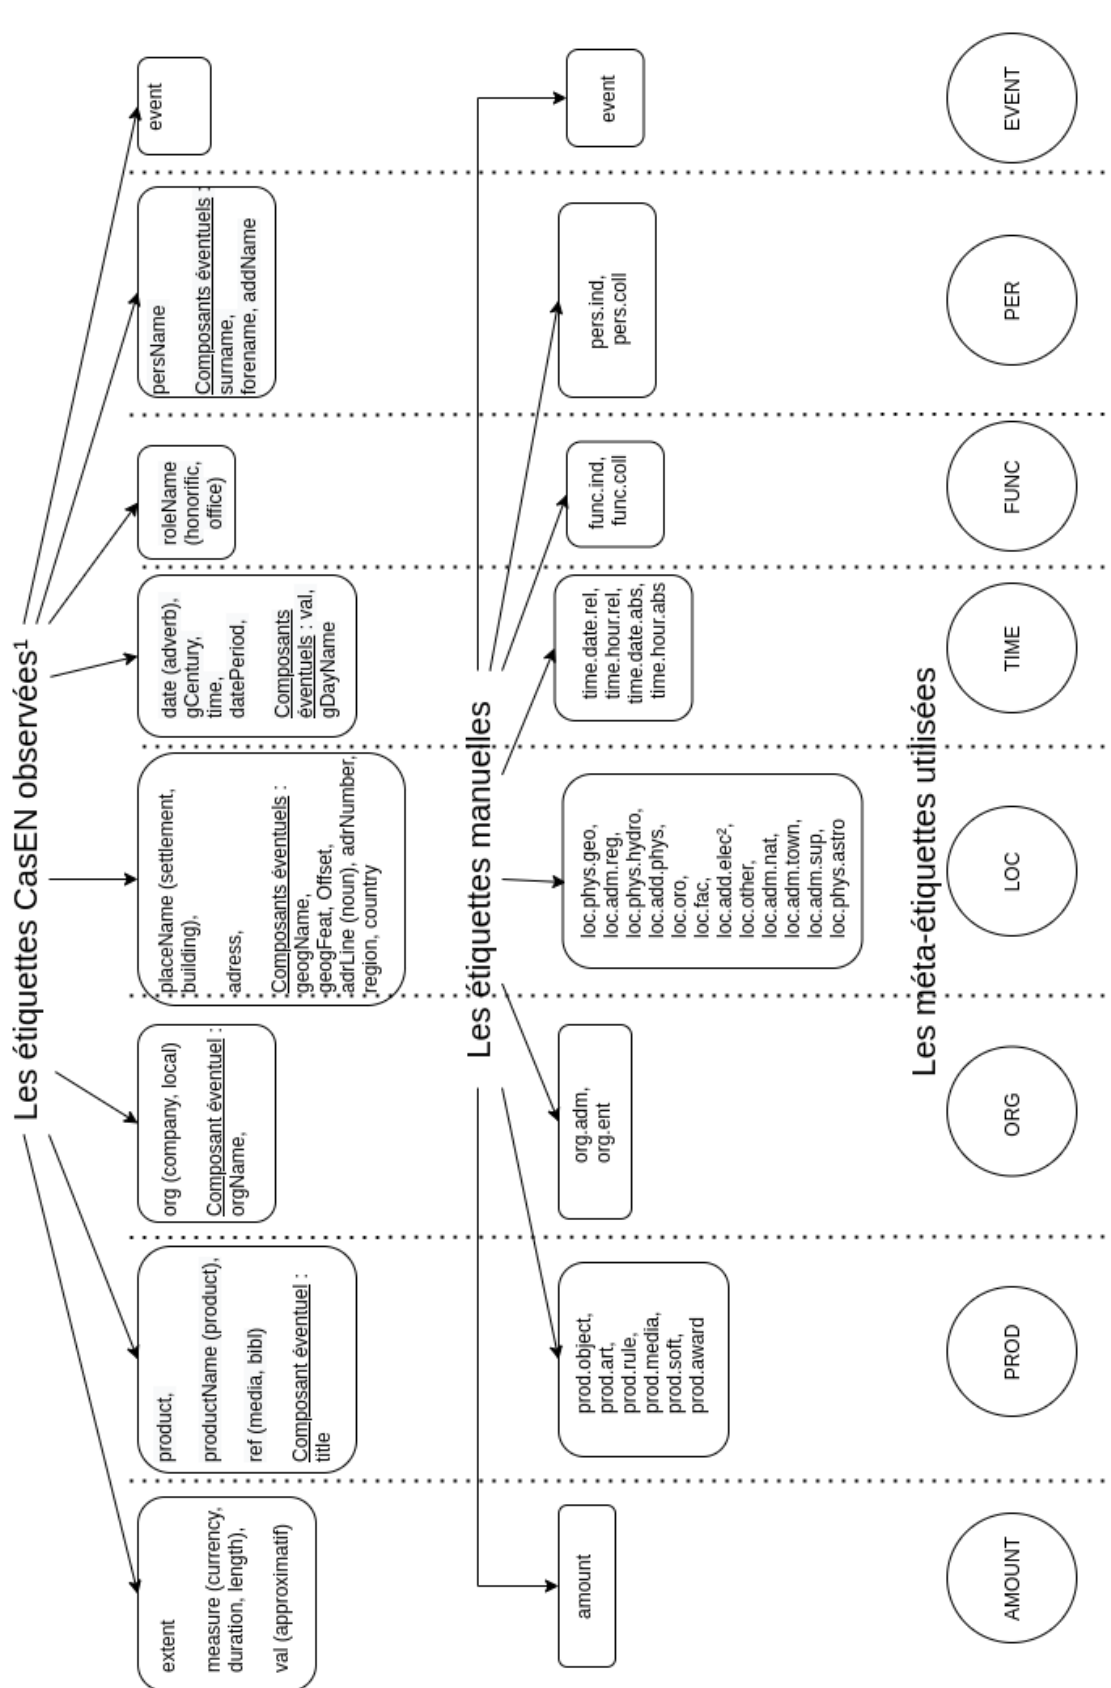 Les étiquettes CasEN observées¹
extent
measure (currency,
duration, length),
val (approximatif)
product,
productName (product),
ref (media, bibl)
Composant éventuel :
title
org (company, local)
Composant éventuel :
orgName,
placeName (settlement,
building),
adress,
Composants éventuels :
geogName,
geogFeat, Offset,
adrLine (noun), adrNumber,
region, country
date (adverb),
gCentury,
time,
datePeriod,
Composants
éventuels : val,
gDayName
roleName
(honorific,
office)
persName
Composants éventuels :
surname,
forename, addName
event
Les étiquettes manuelles
amount
prod.object,
prod.art,
prod.rule,
prod.media,
prod.soft,
prod.award
org.adm,
org.ent
loc.phys.geo,
loc.adm.reg,
loc.phys.hydro,
loc.add.phys,
loc.oro,
loc.fac,
loc.add.elec²,
loc.other,
loc.adm.nat,
loc.adm.town,
loc.adm.sup,
loc.phys.astro
time.date.rel,
time.hour.rel,
time.date.abs,
time.hour.abs
func.ind,
func.coll
pers.ind,
pers.coll
event
Les méta-étiquettes utilisées
AMOUNT
PROD
ORG
LOC
TIME
FUNC
PER
EVENT